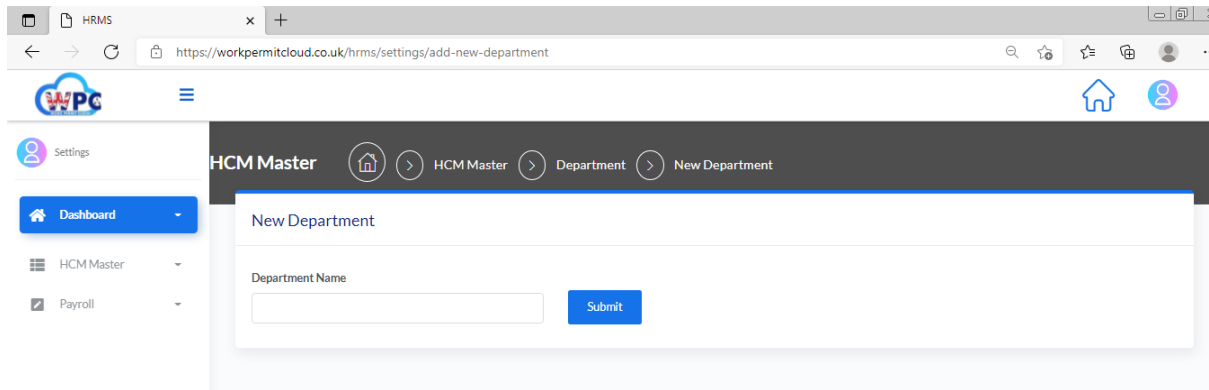 HRMS
https://workpermitcloud.co.uk/hrms/settings/add-new-department
WPC
Settings
HCM Master HCM Master Department New Department
Dashboard
New Department
HCM Master
Department Name
Payroll
Submit